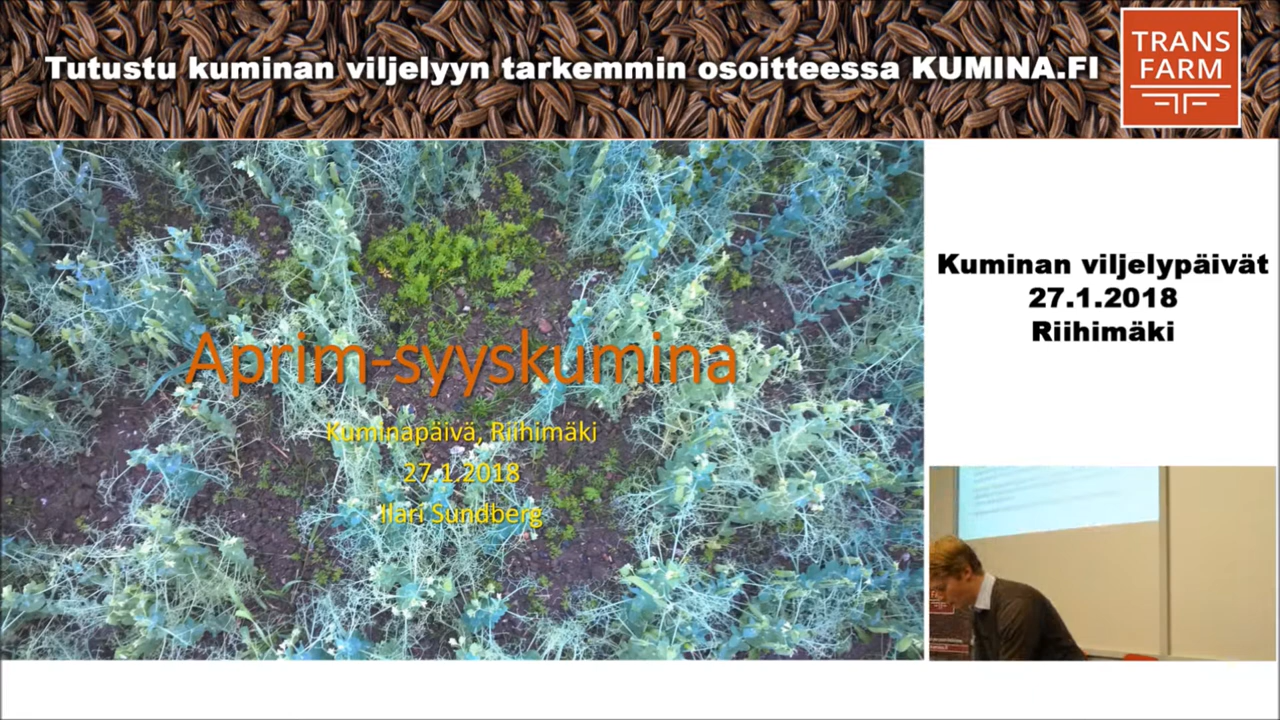 Tutustu kuminan viljelyyn tarkemmin osoitteessa KUMINA.FI
TRANS
FARM
Aprim-syyskumina
Kuminapäivä, Riihimäki
27.1.2018
Ilari Sundberg
Kuminan viljelypäivät
27.1.2018
Riihimäki